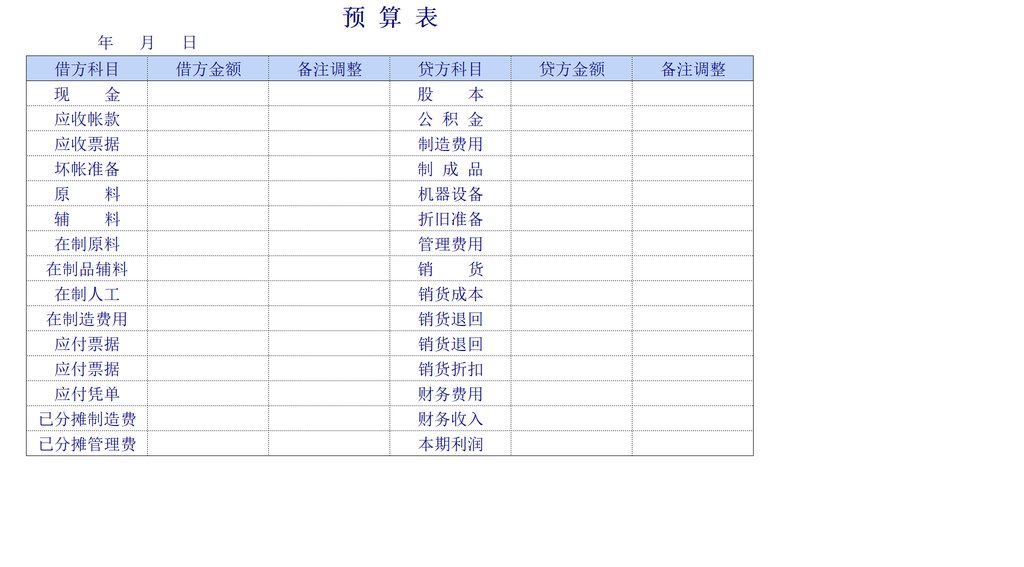 预 算 表
年 月 日
借方科目 借方金额 备注调整 贷方科目 贷方金额 备注调整
现 金 股 本
应收帐款 公 积 金
应收票据 制造费用
坏帐准备 制 成 品
原 料 机器设备
辅 料 折旧准备
在制原料 管理费用
在制品辅料 销 货
在制人工 销货成本
在制造费用 销货退回
应付票据 销货退回
应付票据 销货折扣
应付凭单 财务费用
已分摊制造费 财务收入
已分摊管理费 本期利润